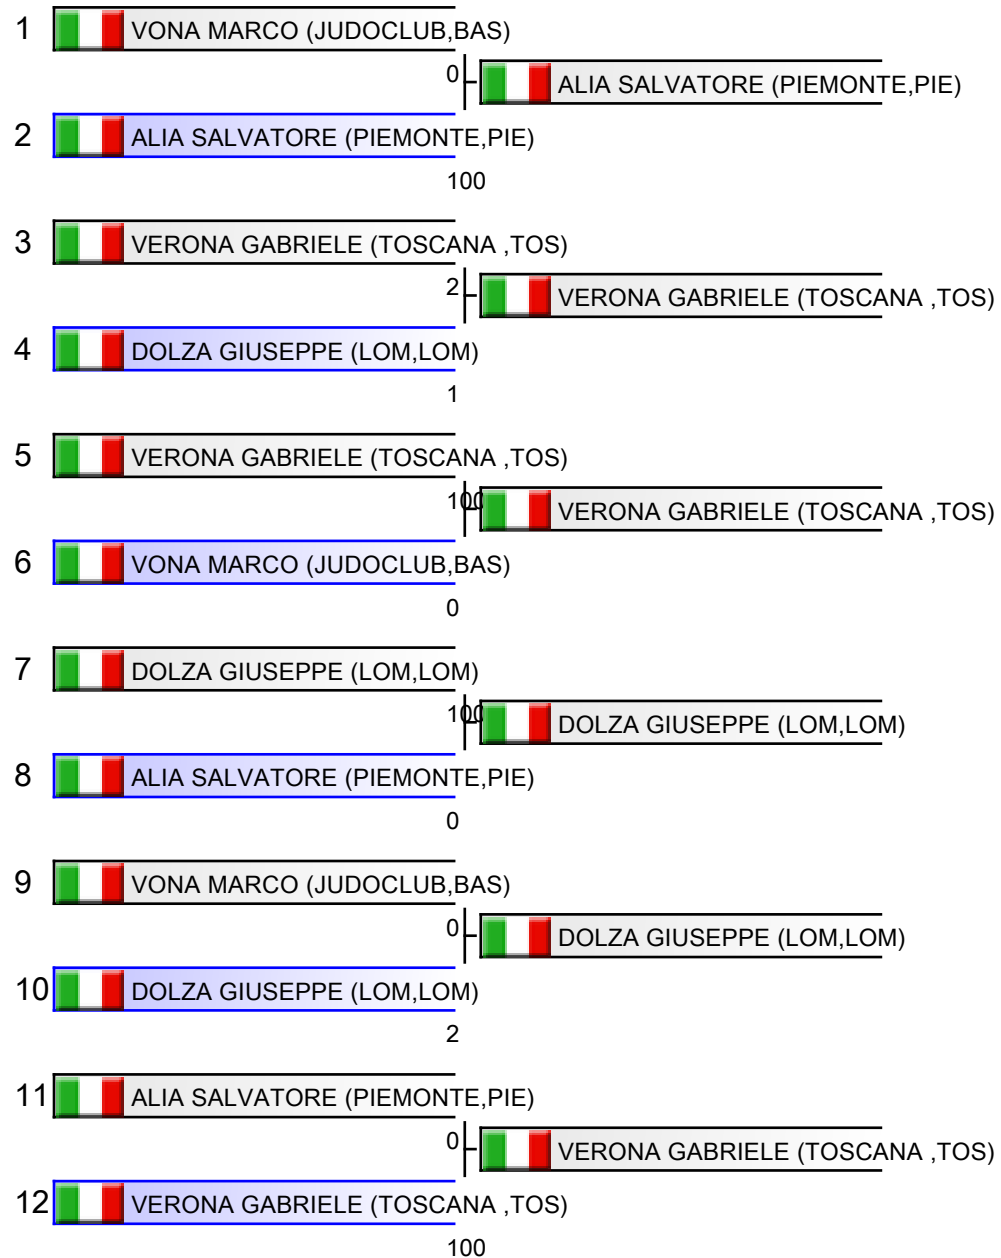 1 VONA MARCO (JUDOCLUB,BAS)
0 ALIA SALVATORE (PIEMONTE,PIE)
2 ALIA SALVATORE (PIEMONTE,PIE)
100
3 VERONA GABRIELE (TOSCANA ,TOS)
2 VERONA GABRIELE (TOSCANA ,TOS)
4 DOLZA GIUSEPPE (LOM,LOM)
1
5 VERONA GABRIELE (TOSCANA ,TOS)
100 VERONA GABRIELE (TOSCANA ,TOS)
6 VONA MARCO (JUDOCLUB,BAS)
0
7 DOLZA GIUSEPPE (LOM,LOM)
100 DOLZA GIUSEPPE (LOM,LOM)
8 ALIA SALVATORE (PIEMONTE,PIE)
0
9 VONA MARCO (JUDOCLUB,BAS)
0 DOLZA GIUSEPPE (LOM,LOM)
10 DOLZA GIUSEPPE (LOM,LOM)
2
11 ALIA SALVATORE (PIEMONTE,PIE)
0 VERONA GABRIELE (TOSCANA ,TOS)
12 VERONA GABRIELE (TOSCANA ,TOS)
100